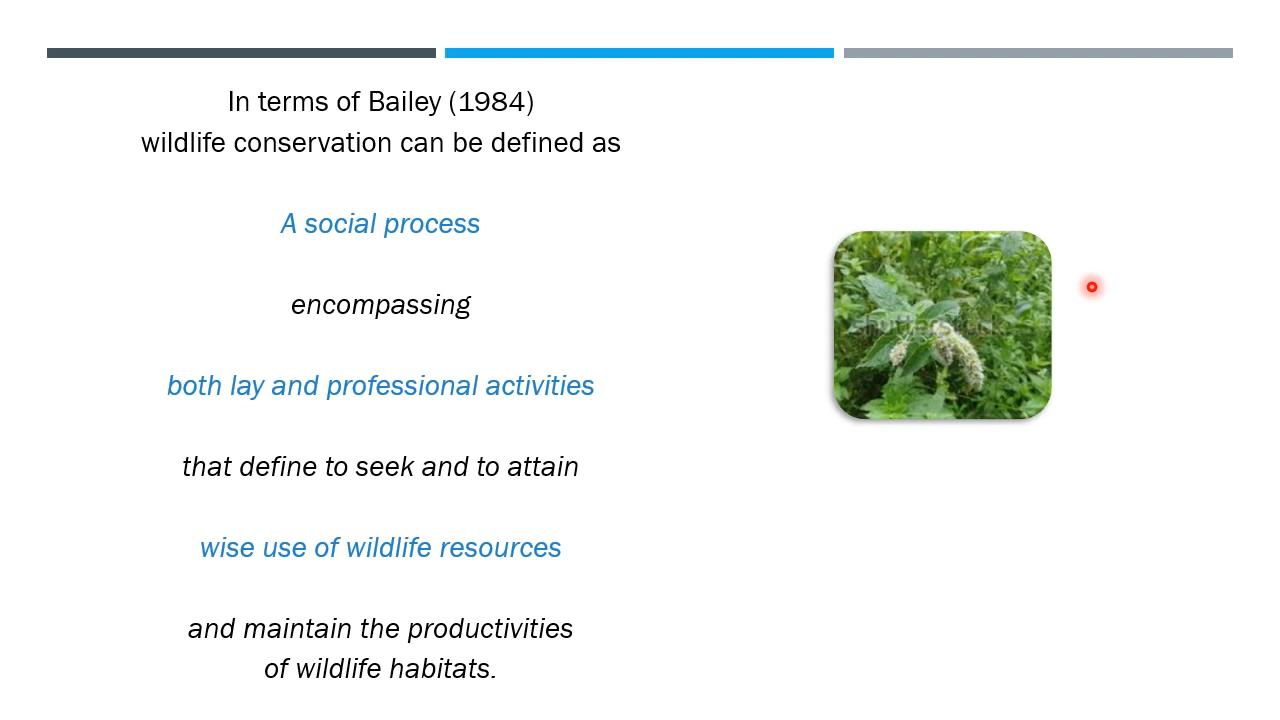 In terms of Bailey (1984)
wildlife conservation can be defined as
A social process
encompassing
both lay and professional activities
that define to seek and to attain
wise use of wildlife resources
and maintain the productivities
of wildlife habitats.
shutterstock